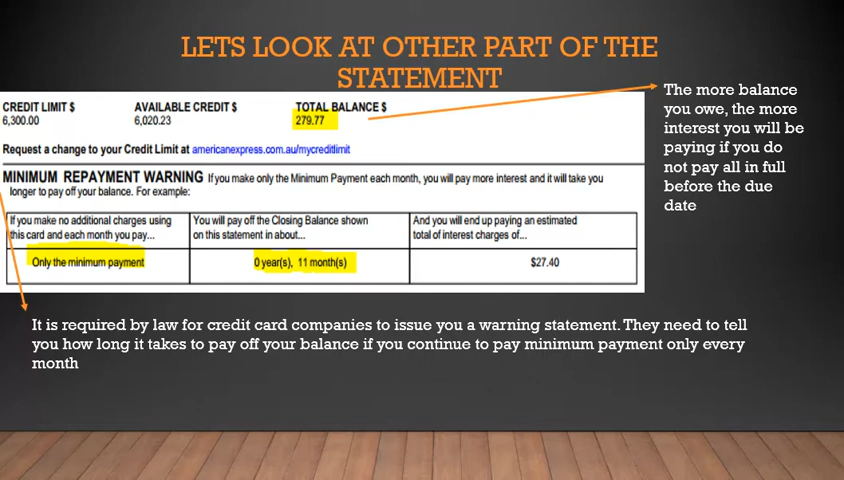 LETS LOOK AT OTHER PART OF THE
STATEMENT
CREDIT LIMIT $ AVAILABLE CREDIT $ TOTAL BALANCE $
6,300.00 6,020.23 279.77
Request a change to your Credit Limit at americanexpress.com.au/mycreditlimit
MINIMUM REPAYMENT WARNING If you make only the Minimum Payment each month, you will pay more interest and it will take you
longer to pay off your balance. For example:
If you make no additional charges using
this card and each month you pay...
You will pay off the Closing Balance shown
on this statement in about...
And you will end up paying an estimated
total of interest charges of...
Only the minimum payment
0 year(s), 11 month(s)
$27.40
The more balance
you owe, the more
interest you will be
paying if you do
not pay all in full
before the due
date
It is required by law for credit card companies to issue you a warning statement. They need to tell
you how long it takes to pay off your balance if you continue to pay minimum payment only every
month